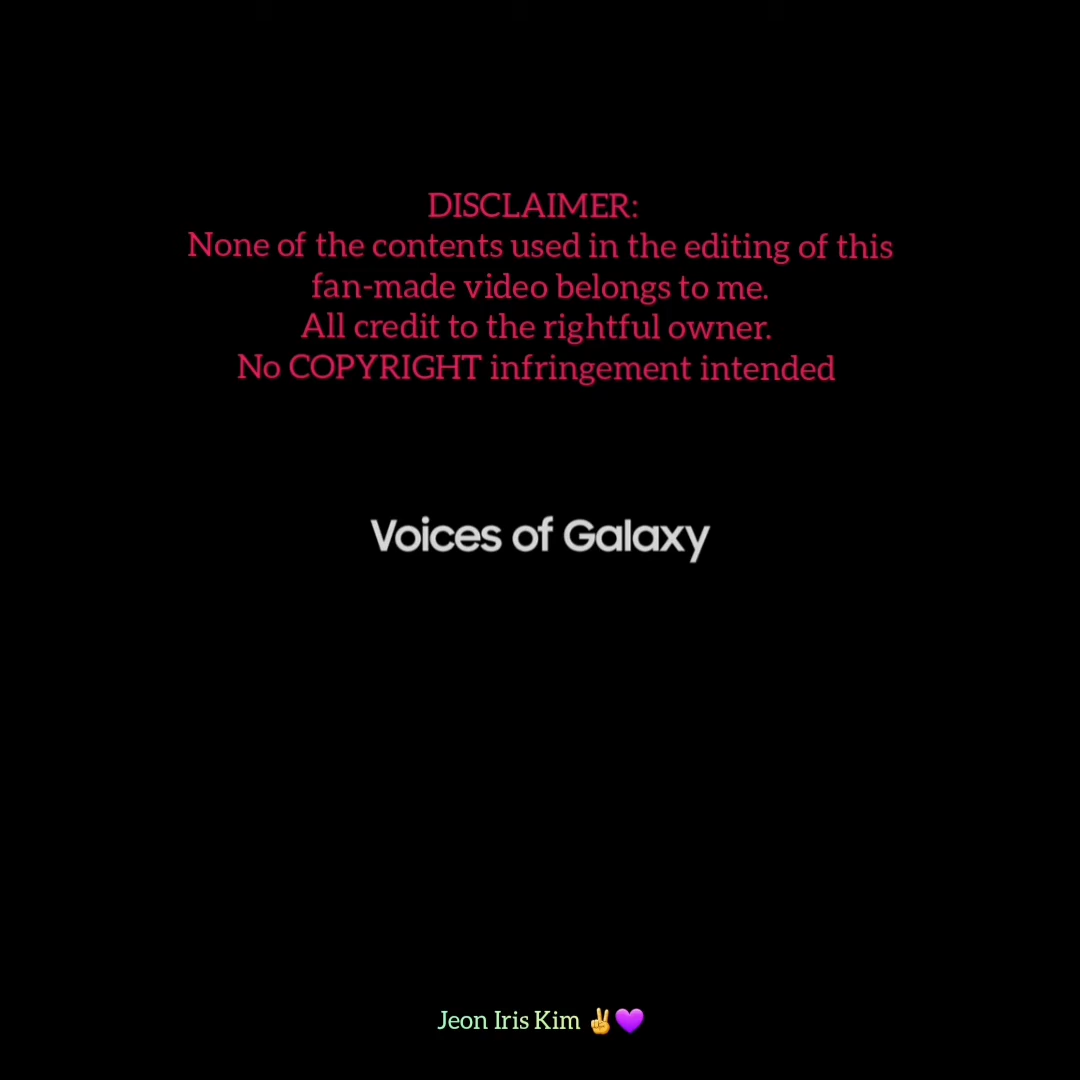 DISCLAIMER:
None of the contents used in the editing of this
fan-made video belongs to me.
All credit to the rightful owner.
No COPYRIGHT infringement intended
Voices of Galaxy
Jeon Iris Kim ✌💜